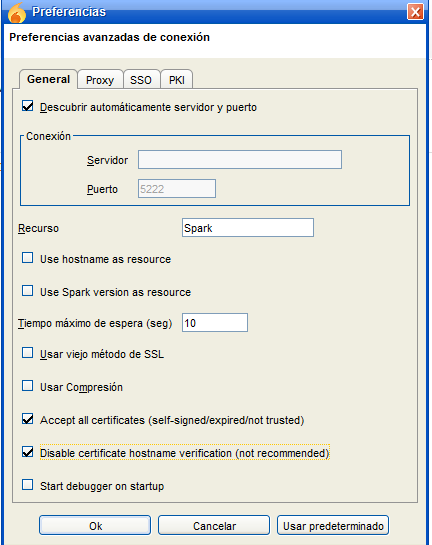 Preferencias
Preferencias avanzadas de conexión
General Proxy SSO PKI
Descubrir automáticamente servidor y puerto
Conexión
Servidor
Puerto 5222
Recurso Spark
Use hostname as resource
Use Spark version as resource
Tiempo máximo de espera (seg) 10
Usar viejo método de SSL
Usar Compresión
Accept all certificates (self-signed/expired/not trusted)
Disable certificate hostname verification (not recommended)
Start debugger on startup
Ok Cancelar Usar predeterminado